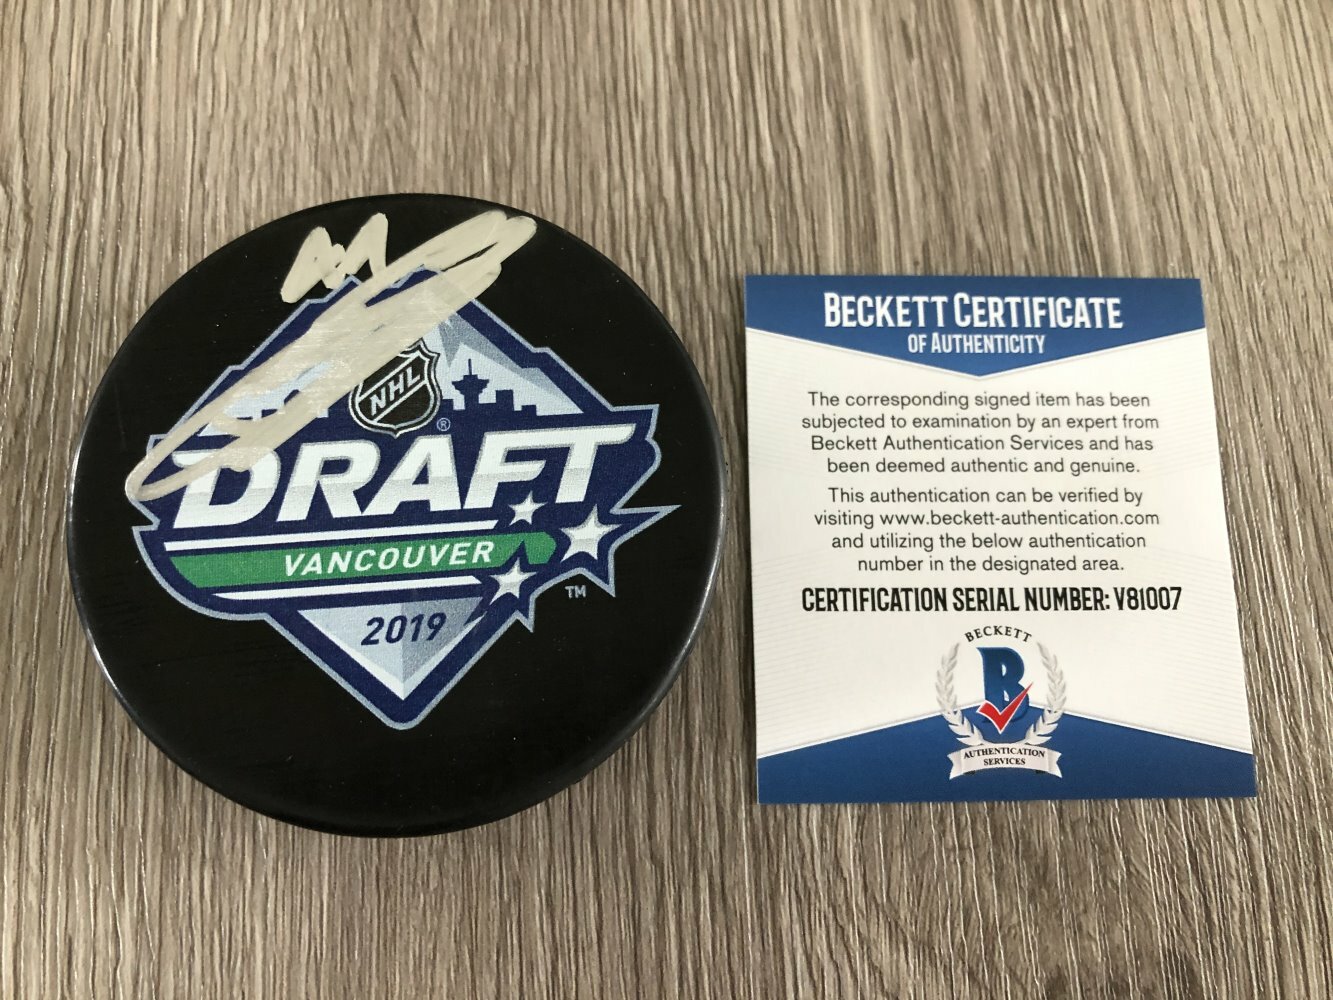 NHL
®
DRAFT
VANCOUVER
TM
2019
BECKETT CERTIFICATE
OF AUTHENTICITY
The corresponding signed item has been
subjected to examination by an expert from
Beckett Authentication Services and has
been deemed authentic and genuine.
This authentication can be verified by
visiting www.beckett-authentication.com
and utilizing the below authentication
number in the designated area.
CERTIFICATION SERIAL NUMBER: V81007
BECKETT
B
AUTHENTICATION
SERVICES